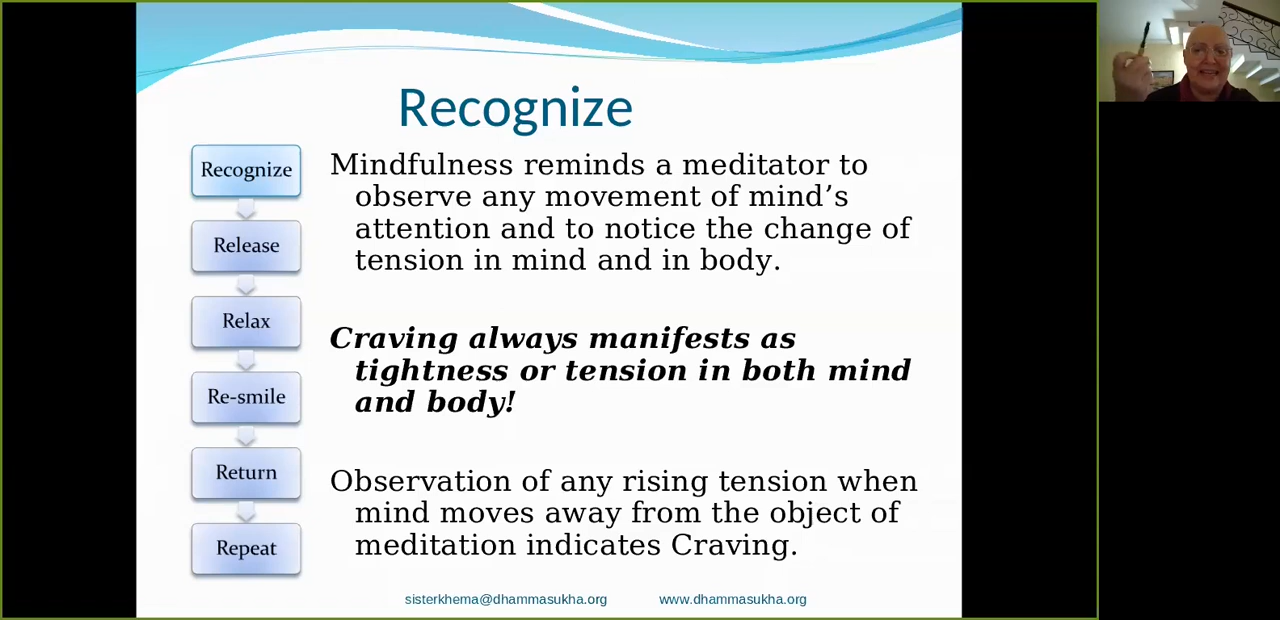 Recognize
Recognize
Release
Relax
Re-smile
Return
Repeat
Mindfulness reminds a meditator to
observe any movement of mind’s
attention and to notice the change of
tension in mind and in body.
Craving always manifests as
tightness or tension in both mind
and body!
Observation of any rising tension when
mind moves away from the object of
meditation indicates Craving.
sisterkhema@dhammasukha.org
www.dhammasukha.org